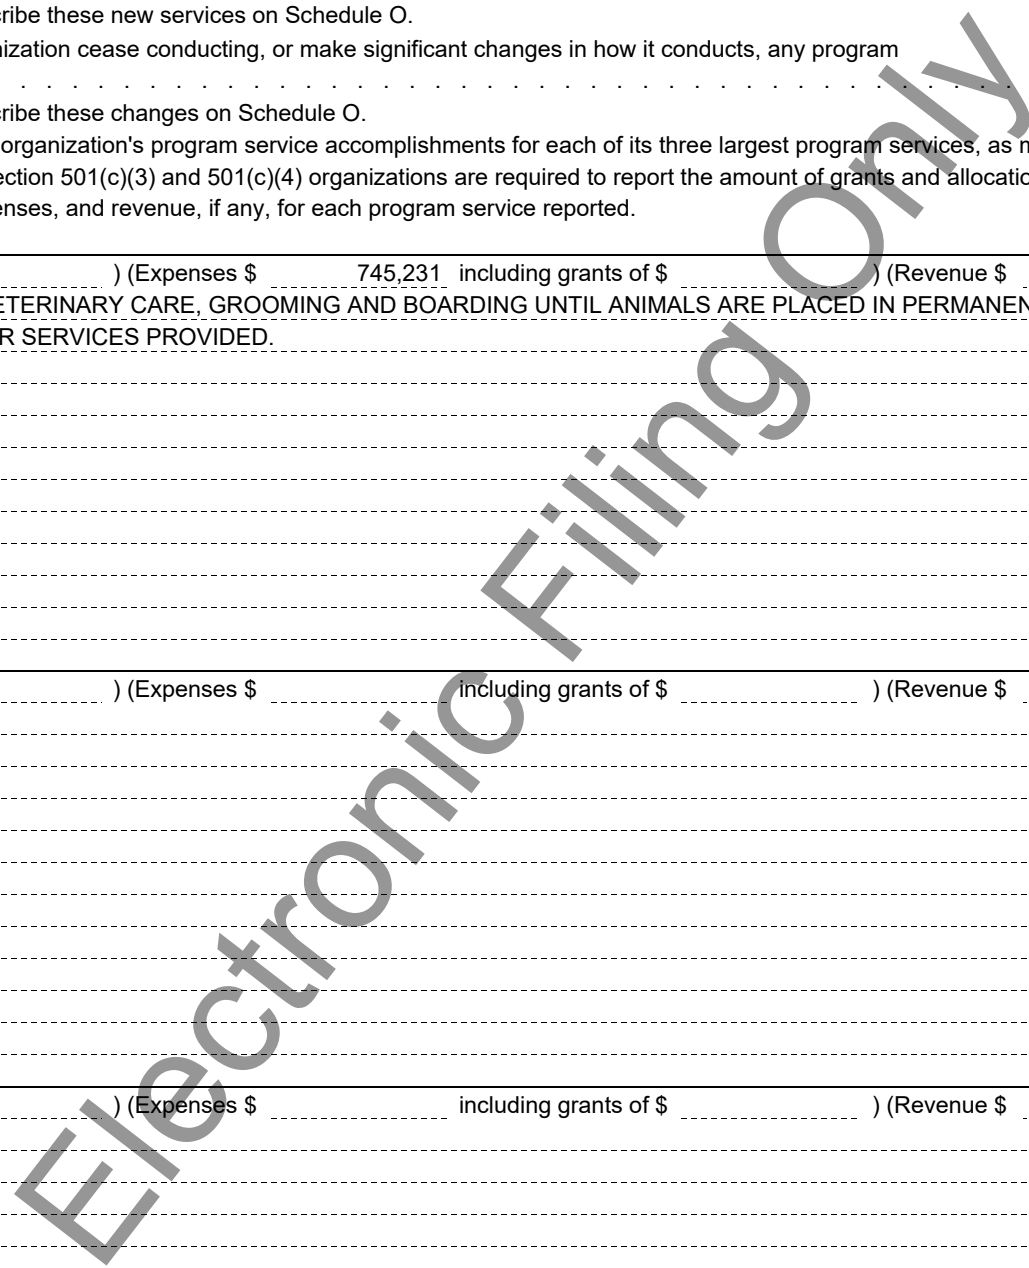 cribe these new services on Schedule O.
nization cease conducting, or make significant changes in how it conducts, any program
. . . . . . . . . . . . . . . . . . . . . . . . . . . . . . . . . . . . . . .
cribe these changes on Schedule O.
organization's program service accomplishments for each of its three largest program services, as m
ection 501(c)(3) and 501(c)(4) organizations are required to report the amount of grants and allocatio
enses, and revenue, if any, for each program service reported.
) (Expenses $ 745,231 including grants of $ ) (Revenue $
ETERINARY CARE, GROOMING AND BOARDING UNTIL ANIMALS ARE PLACED IN PERMANEN
R SERVICES PROVIDED.
) (Expenses $ including grants of $ ) (Revenue $
) (Expenses $ including grants of $ ) (Revenue $
Electronic Filing Only